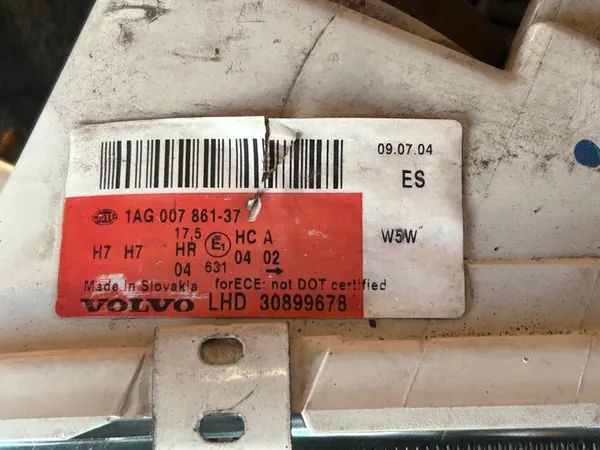 09.07.04
ES
1AG 007 861-37
W5W
17,5 HC A
H7 H7 HR E1 04 02
04 631 →
Made in Slovakia forECE: not DOT certified
VOLVO LHD 30899678